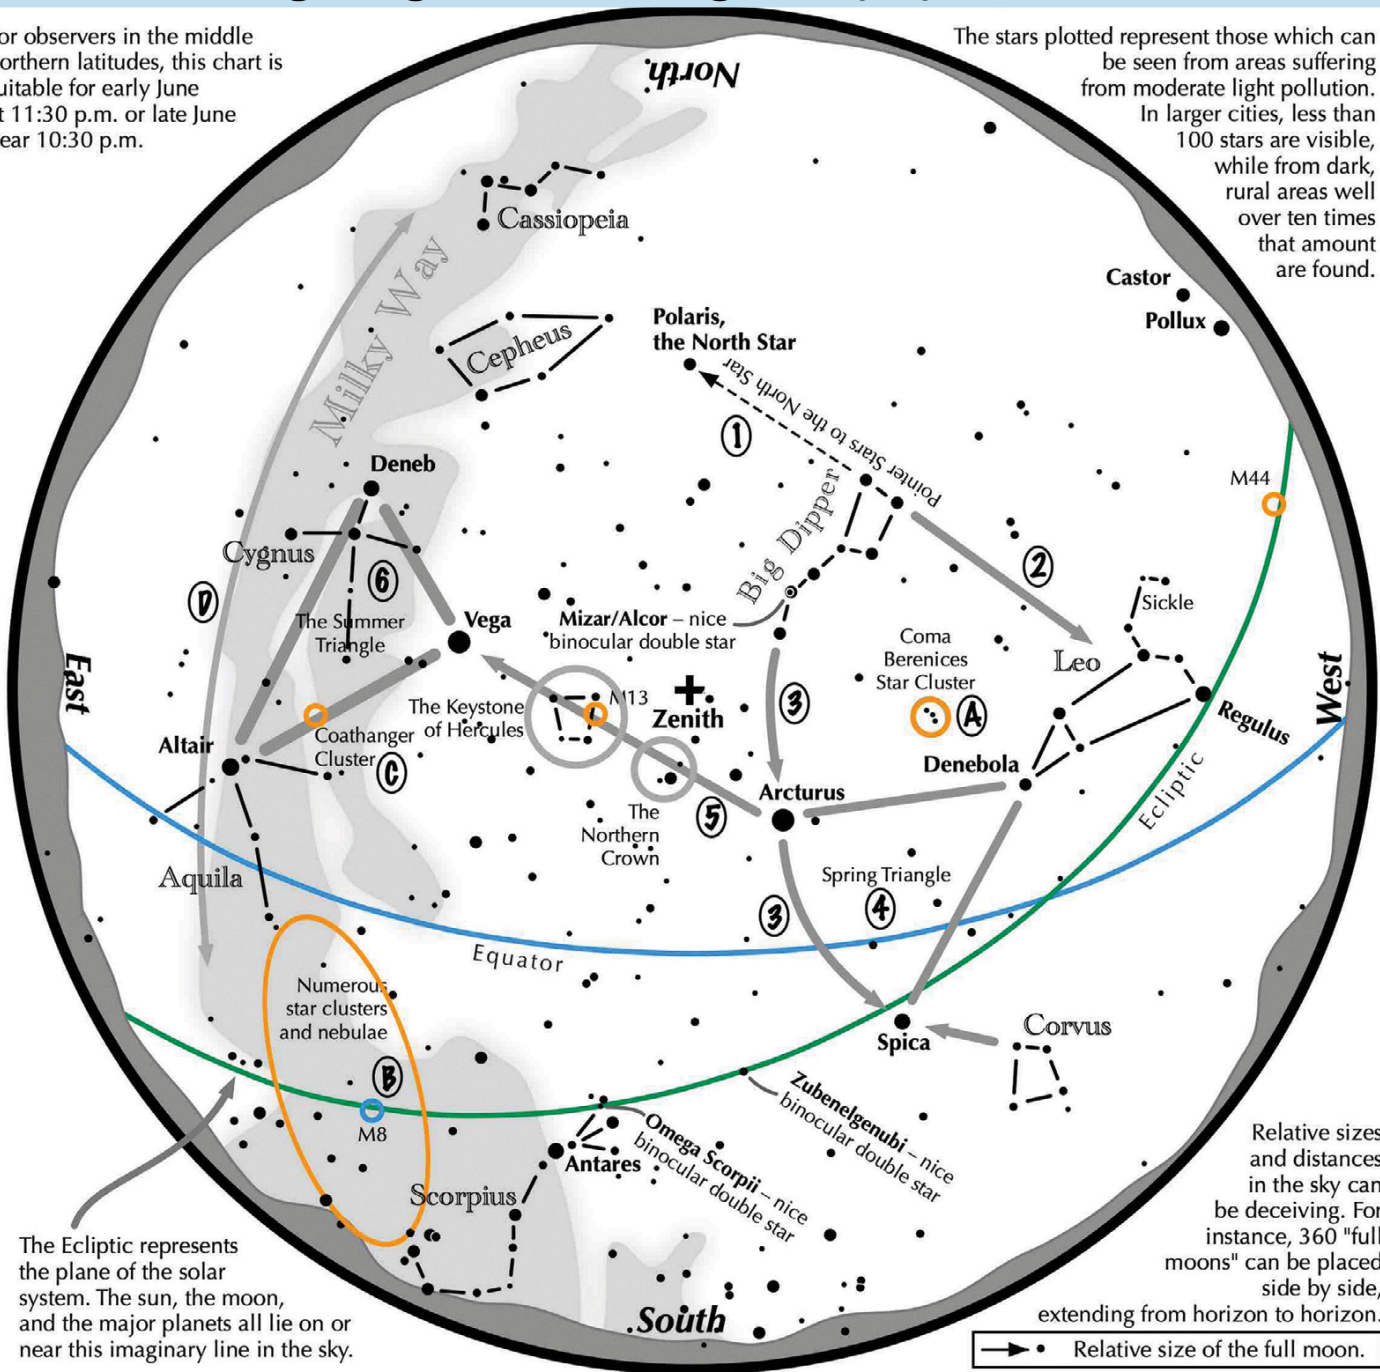 or observers in the middle
orthern latitudes, this chart is
uitable for early June
t 11:30 p.m. or late June
ear 10:30 p.m.
The stars plotted represent those which can
be seen from areas suffering
from moderate light pollution.
In larger cities, less than
100 stars are visible,
while from dark,
rural areas well
over ten times
that amount
are found.
North
Cassiopeia
Milky Way
Cepheus
Castor
Pollux
Polaris,
the North Star
Pointer Stars to the North Star
1
Deneb
Cygnus
6
D
The Summer
Triangle
Vega
Big Dipper
M44
2
Mizar/Alcor – nice
binocular double star
Sickle
Coma
Berenices
Star Cluster
A
Leo
East
West
Regulus
3
M13
The Keystone
of Hercules
Zenith
Coathanger
Cluster
C
Altair
Denebola
Arcturus
Ecliptic
The
Northern
Crown
5
Aquila
Spring Triangle
4
3
Equator
Numerous
star clusters
and nebulae
B
M8
Spica
Corvus
Zubenelgenubi – nice
binocular double star
Omega Scorpii – nice
binocular double star
Antares
Scorpius
South
The Ecliptic represents
the plane of the solar
system. The sun, the moon,
and the major planets all lie on or
near this imaginary line in the sky.
Relative sizes
and distances
in the sky can
be deceiving. For
instance, 360 "full
moons" can be placed
side by side,
extending from horizon to horizon.
Relative size of the full moon.